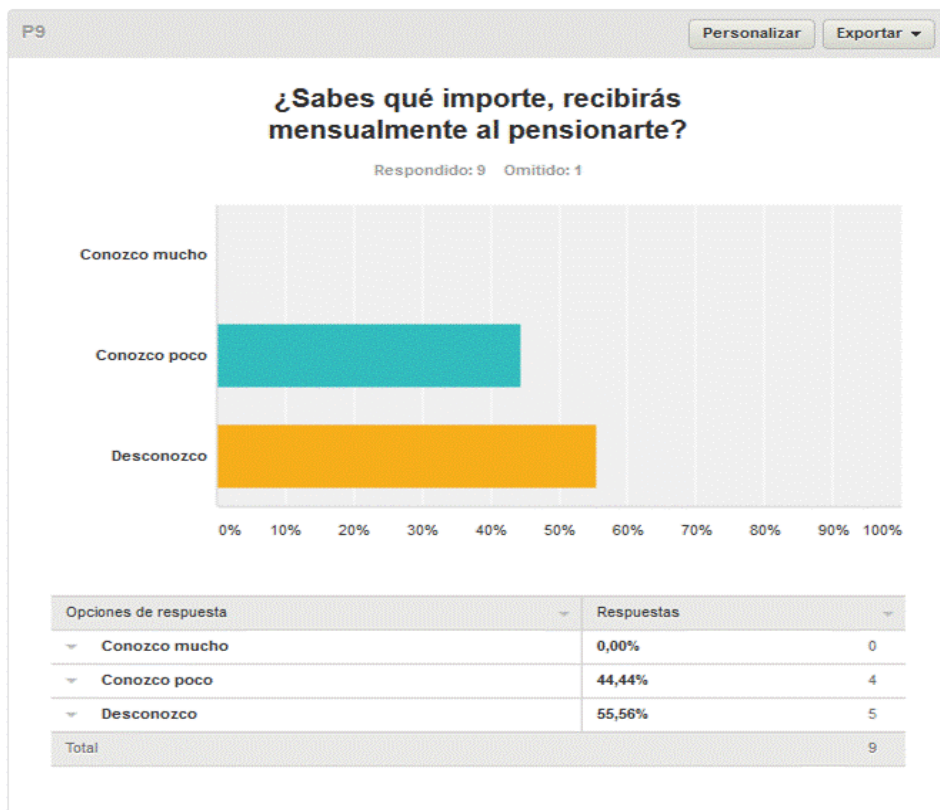 P9
Personalizar Exportar
¿Sabes qué importe, recibirás
mensualmente al pensionarte?
Respondido: 9 Omitido: 1
Conozco mucho
Conozco poco
Desconozco
0% 10% 20% 30% 40% 50% 60% 70% 80% 90% 100%
Opciones de respuesta Respuestas
Conozco mucho 0,00% 0
Conozco poco 44,44% 4
Desconozco 55,56% 5
Total 9